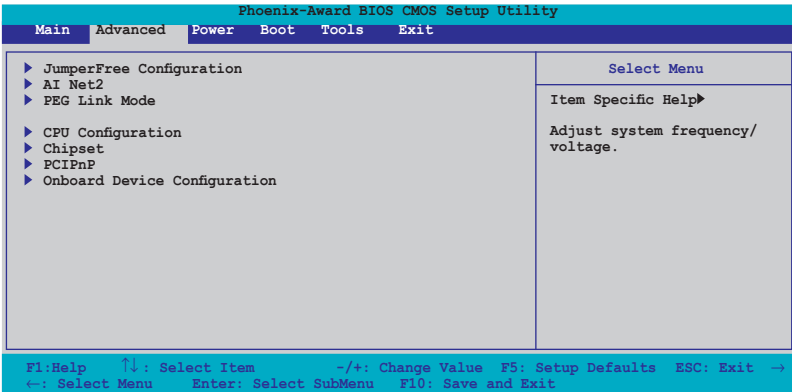 Phoenix-Award BIOS CMOS Setup Utility
Main Advanced Power Boot Tools Exit
JumperFree Configuration
AI Net2
PEG Link Mode
CPU Configuration
Chipset
PCIPnP
Onboard Device Configuration
Select Menu
Item Specific Help
Adjust system frequency/
voltage.
F1:Help ↑↓: Select Item -/+: Change Value F5: Setup Defaults ESC: Exit →
←: Select Menu Enter: Select SubMenu F10: Save and Exit